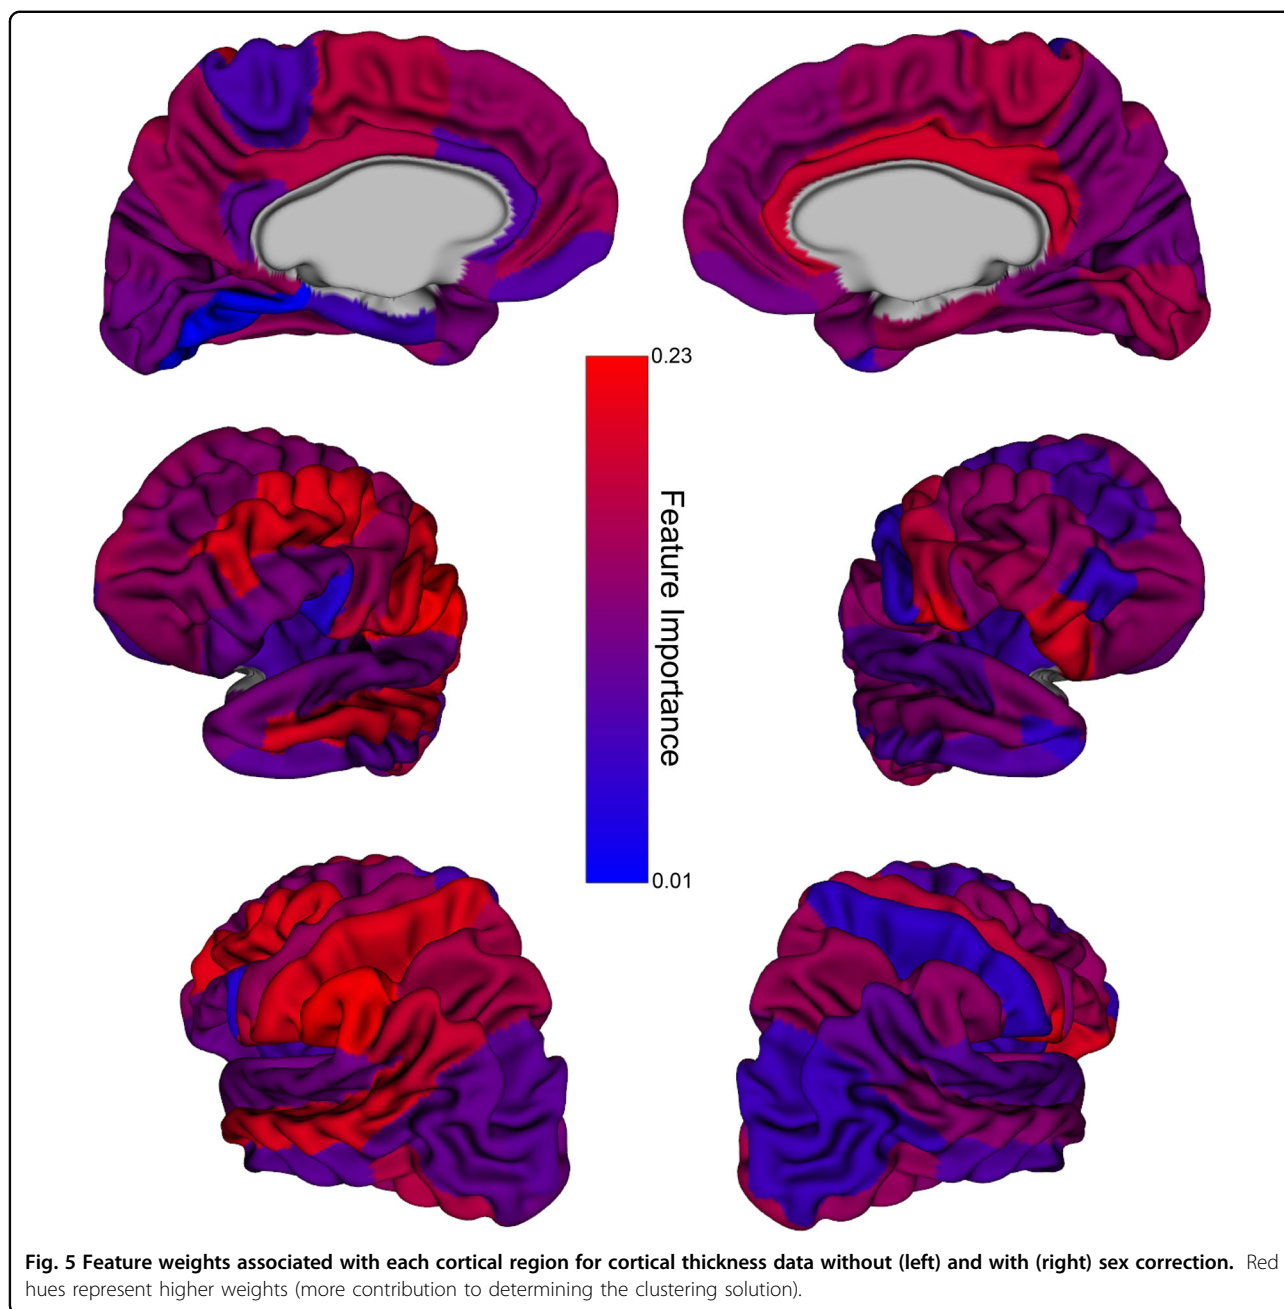 0.23
Feature Importance
0.01
Fig. 5 Feature weights associated with each cortical region for cortical thickness data without (left) and with (right) sex correction. Red
hues represent higher weights (more contribution to determining the clustering solution).